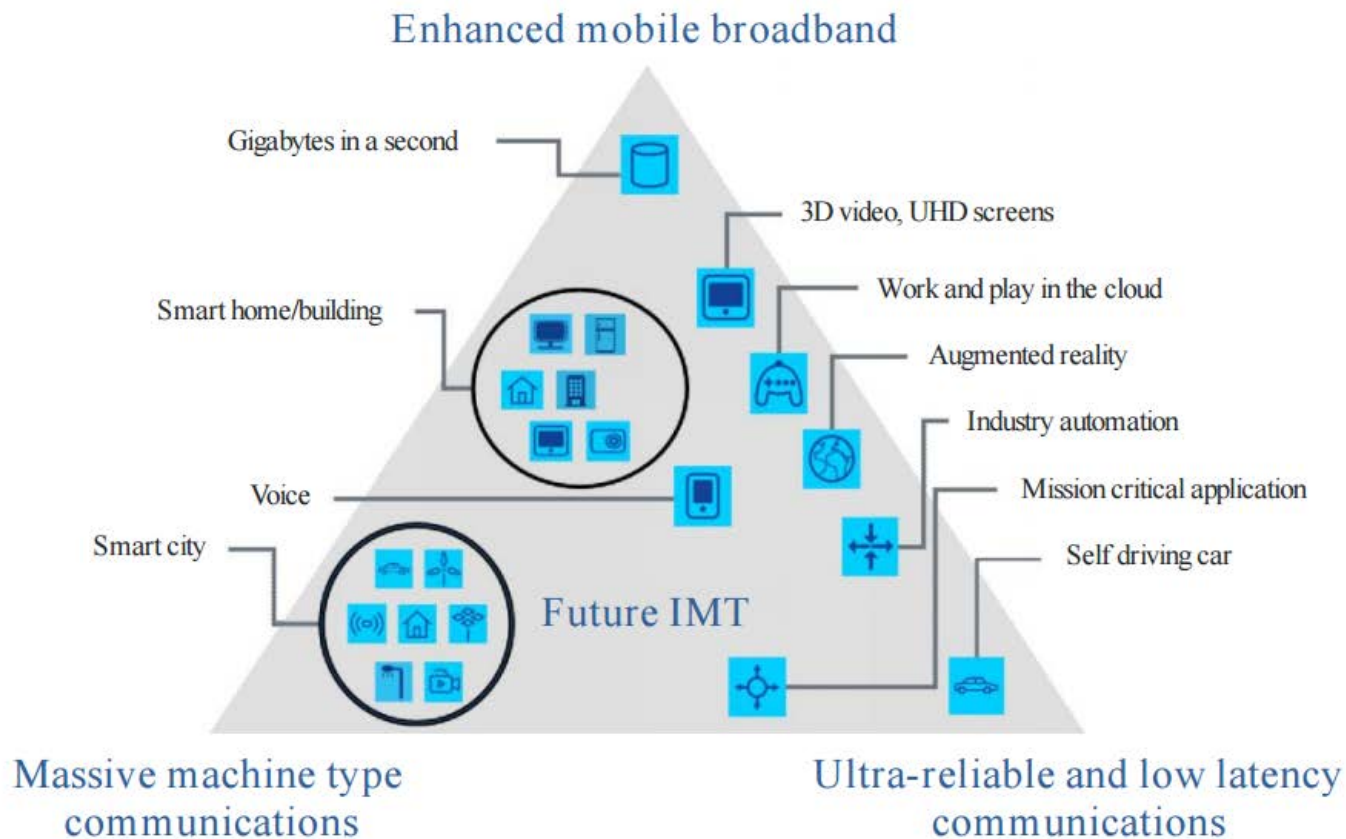 Enhanced mobile broadband
Gigabytes in a second
3D video, UHD screens
Work and play in the cloud
Smart home/building
Augmented reality
Industry automation
Mission critical application
Voice
Smart city
Self driving car
Future IMT
Massive machine type
communications
Ultra-reliable and low latency
communications